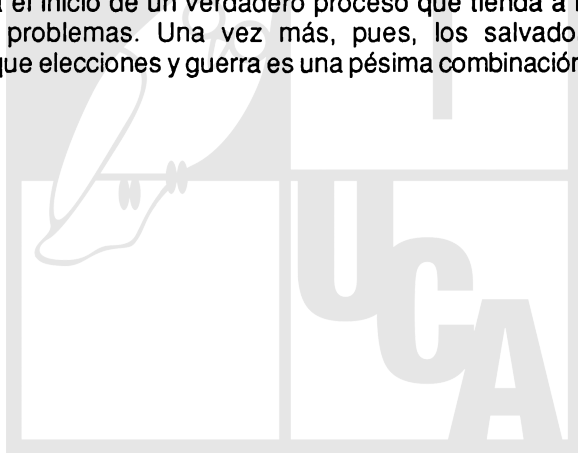 el inicio de un verdadero proceso que tienda a
problemas. Una vez más, pues, los
que elecciones y guerra es una pésima combinación
UCA